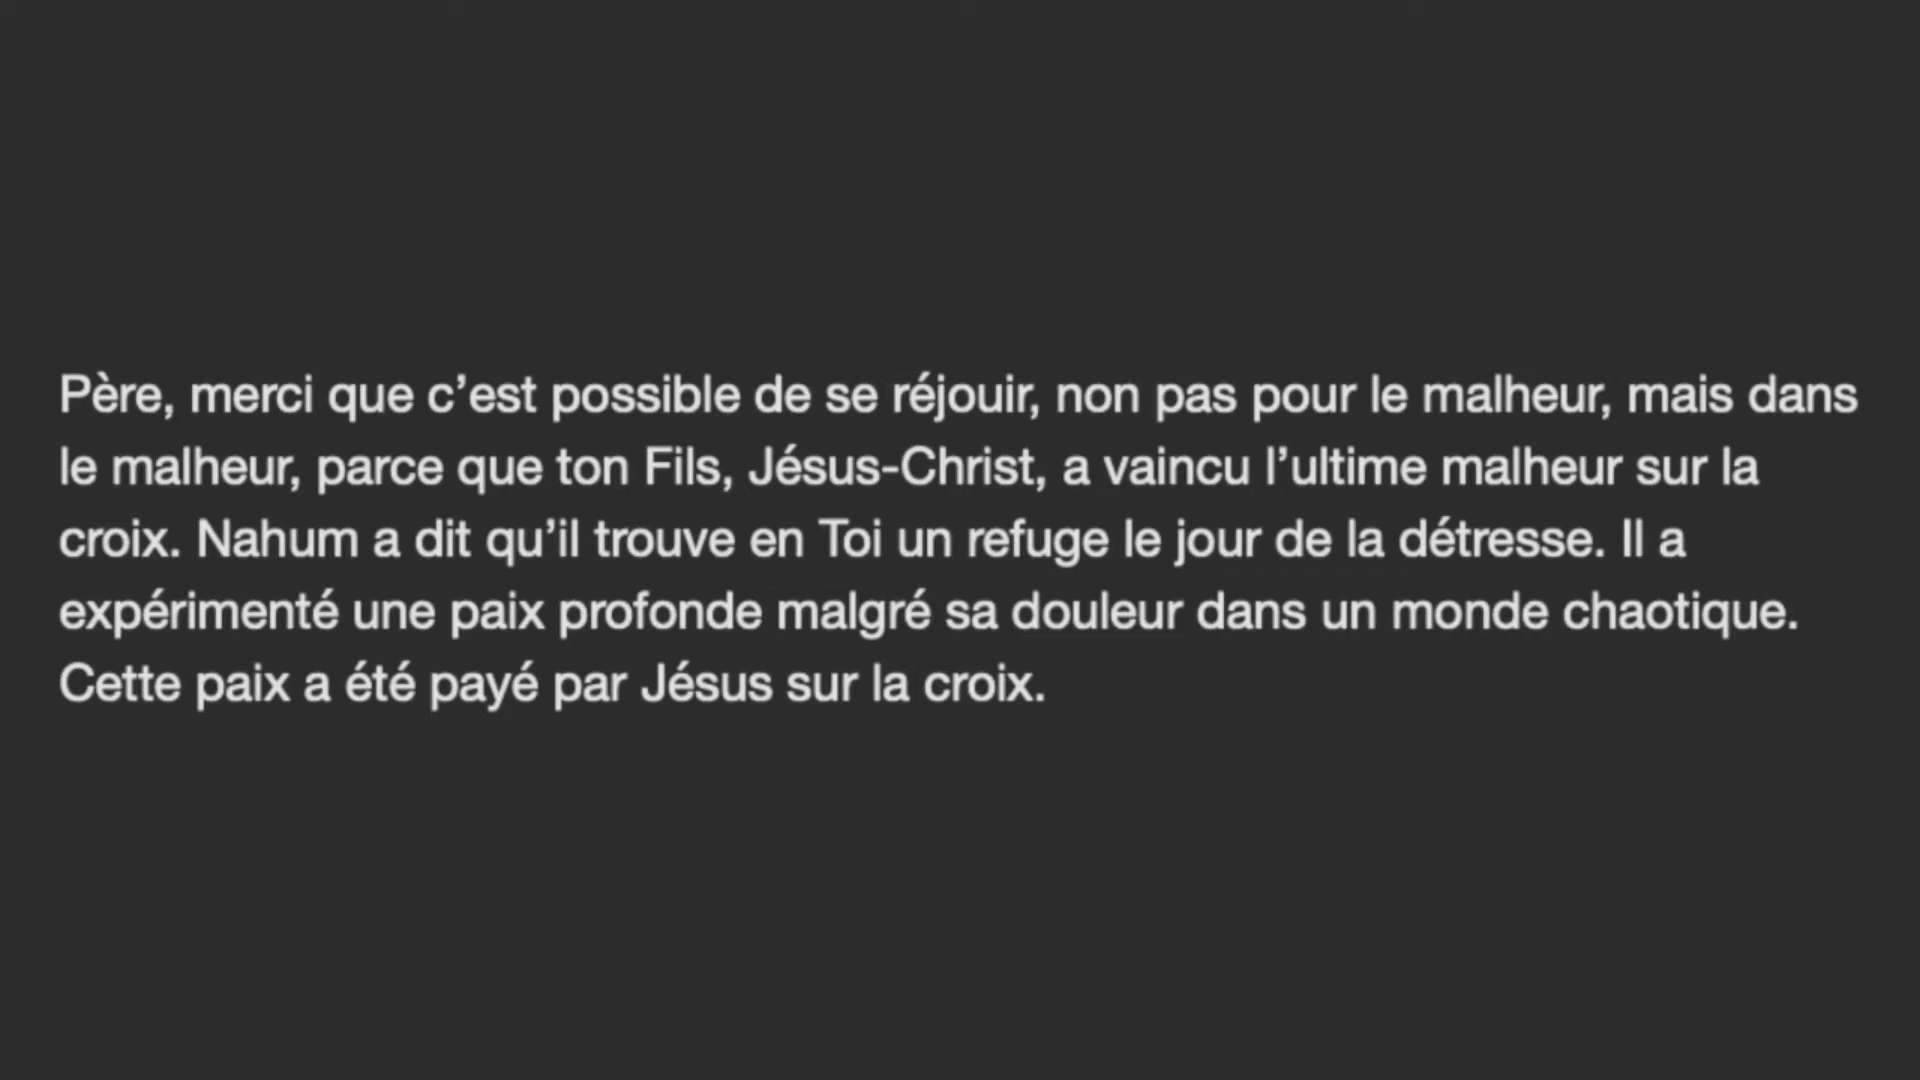 Père, merci que c’est possible de se réjouir, non pas pour le malheur, mais dans
le malheur, parce que ton Fils, Jésus-Christ, a vaincu l’ultime malheur sur la
croix. Nahum a dit qu’il trouve en Toi un refuge le jour de la détresse. Il a
expérimenté une paix profonde malgré sa douleur dans un monde chaotique.
Cette paix a été payé par Jésus sur la croix.